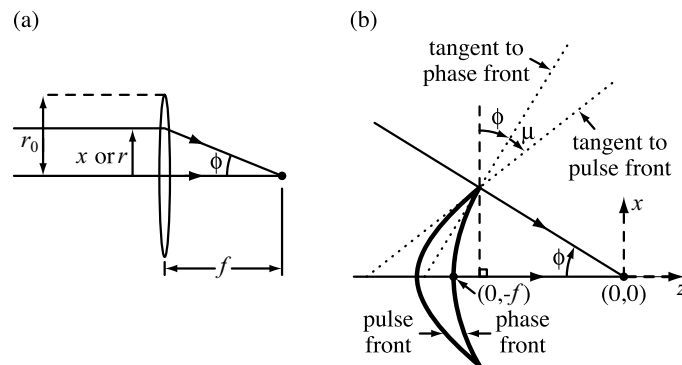 (a)
r0
x or r
ϕ
f
(b)
tangent to
phase front
ϕ
μ
tangent to
pulse front
x
ϕ
(0,-f)
(0,0)
z
pulse
front
phase
front